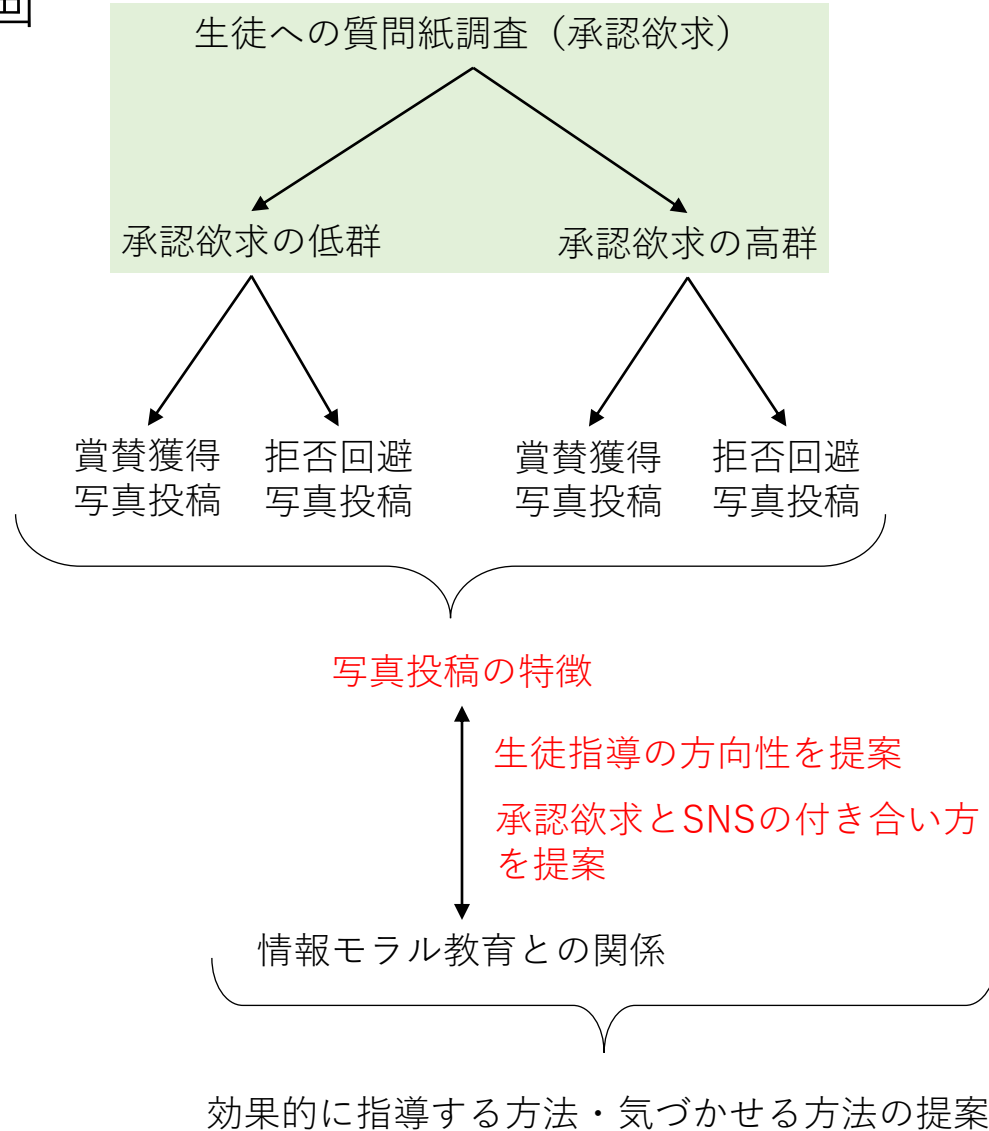 生徒への質問紙調査（承認欲求）
承認欲求の低群
承認欲求の高群
賞賛獲得
写真投稿
拒否回避
写真投稿
賞賛獲得
写真投稿
拒否回避
写真投稿
写真投稿の特徴
生徒指導の方向性を提案
承認欲求とSNSの付き合い方
を提案
情報モラル教育との関係
効果的に指導する方法・気づかせる方法の提案